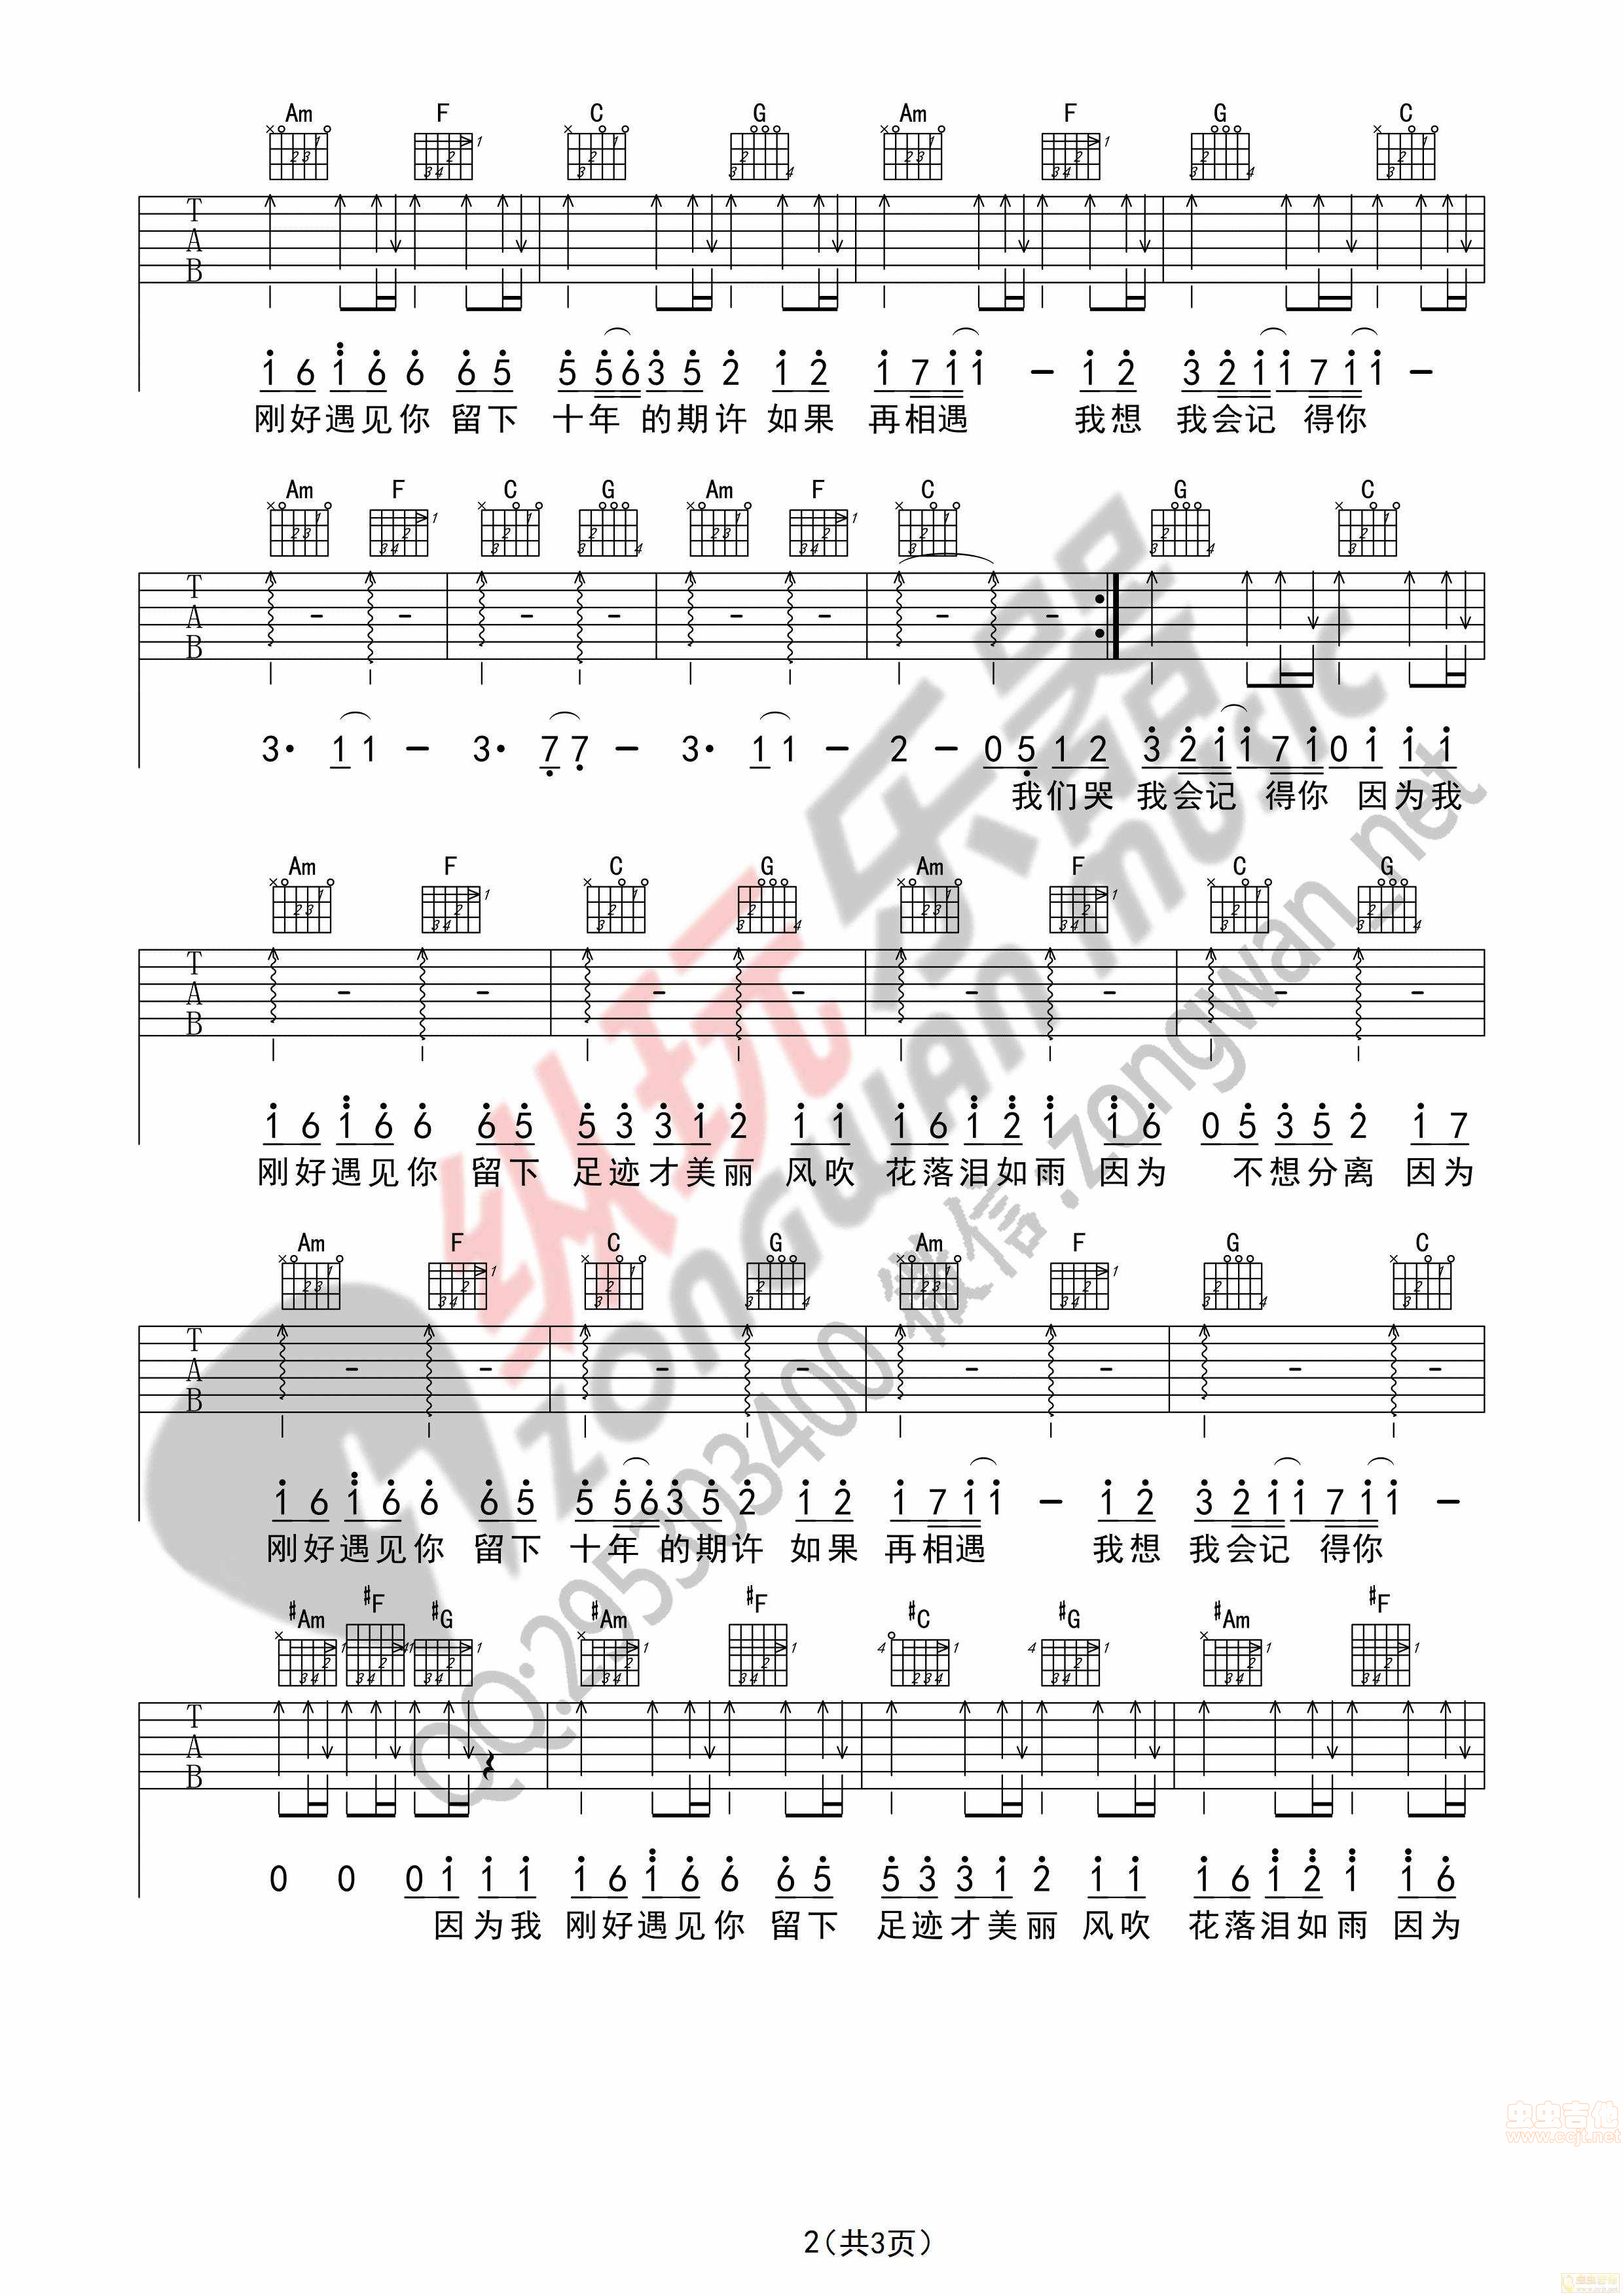 Am F C G Am F G C
T A B
1 6 1 6 6 6 5 5 5 6 3 5 2 1 2 1 7 1 1 - 1 2 3 2 1 1 7 1 1 -
刚好遇见你 留下 十年 的期许 如果 再相遇 我想 我会记 得你
Am F C G Am F C G C
T A B
3· 1 1 - 3· 7 7 - 3· 1 1 - 2 - 0 5 1 2 3 2 1 1 7 1 0 1 1 1
我们哭 我会记 得你 因为我
Am F C G Am F C G
T A B
1 6 1 6 6 6 5 5 3 3 1 2 1 1 1 6 1 2 1 1 6 0 5 3 5 2 1 7
刚好遇见你 留下 足迹才美丽 风吹 花落泪如雨 因为 不想分离 因为
Am F C G Am F G C
T A B
1 6 1 6 6 6 5 5 5 6 3 5 2 1 2 1 7 1 1 - 1 2 3 2 1 1 7 1 1 -
刚好遇见你 留下 十年 的期许 如果 再相遇 我想 我会记 得你
#Am #F #G #Am #F #C #G #Am #F
T A B
0 0 0 1 1 1 1 6 1 6 6 6 5 5 3 3 1 2 1 1 1 6 1 2 1 1 6
因为我 刚好遇见你 留下 足迹才美丽 风吹 花落泪如雨 因为
纵玩乐器
ZONGWAN MUSIC
QQ:295303400 微信:zongwan_net
虫虫吉他
www.ccjt.net
2(共3页)